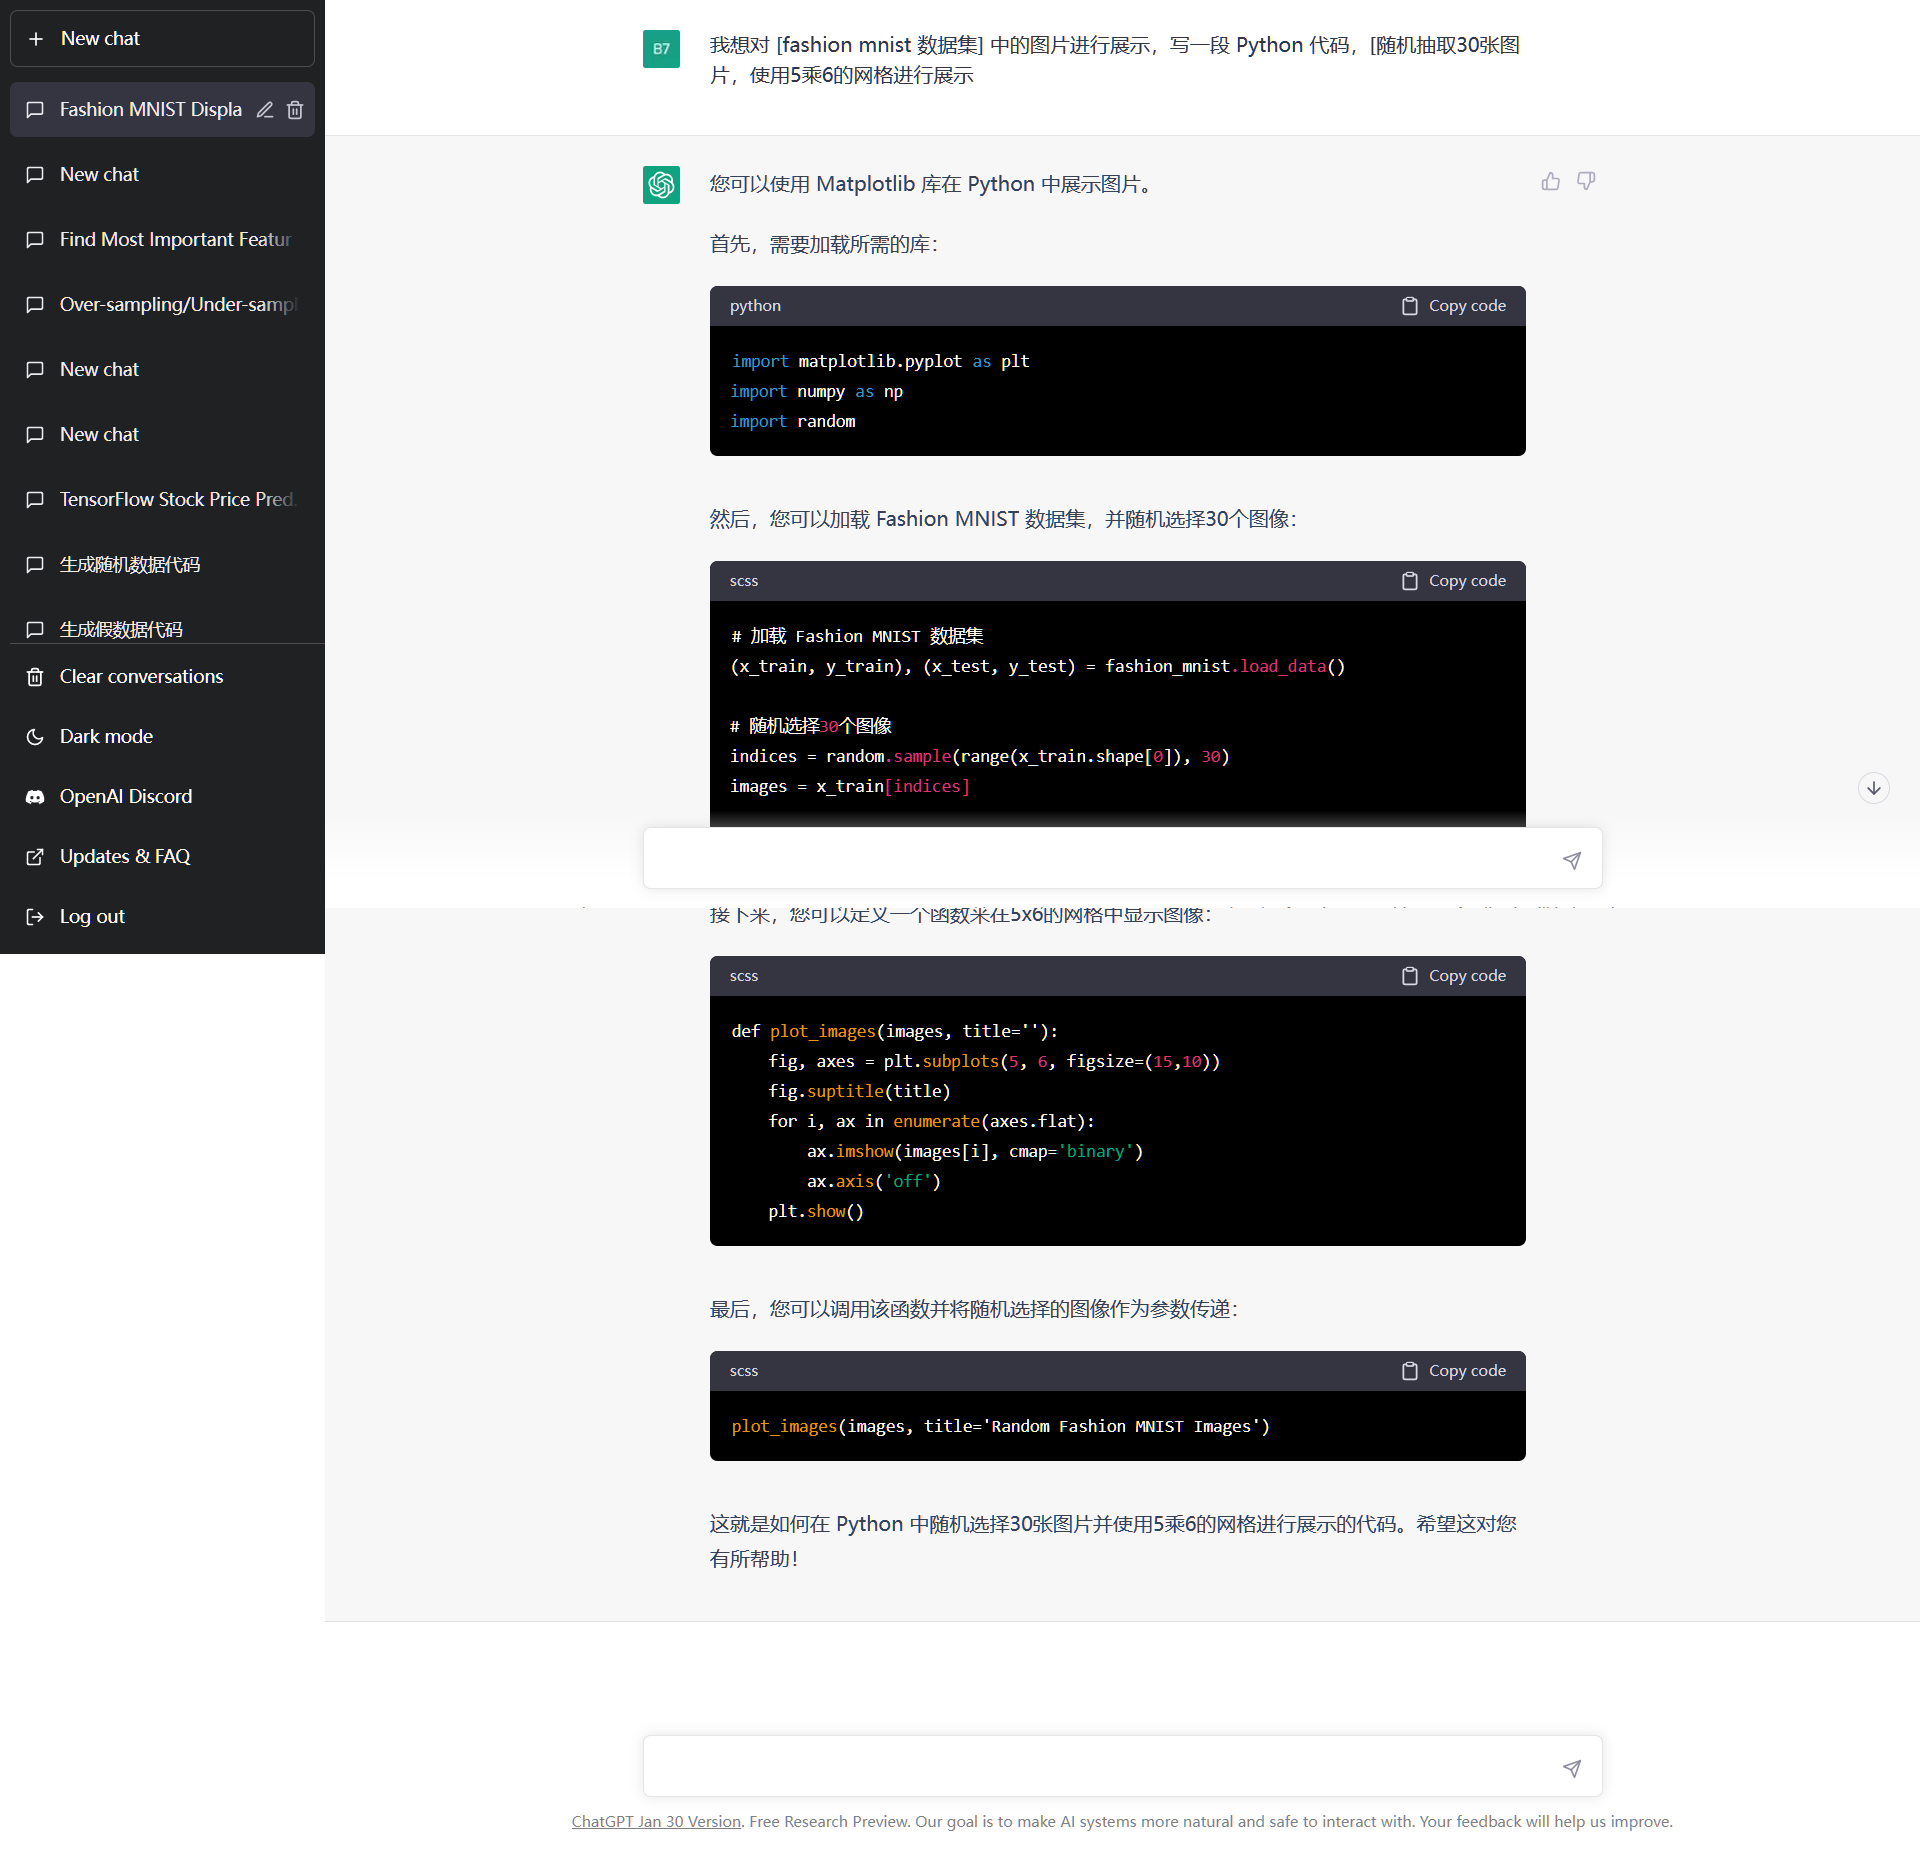 New chat
Fashion MNIST Displa
New chat
Find Most Important Featur
Over-sampling/Under-sampl
New chat
New chat
TensorFlow Stock Price Pred.
生成随机数据代码
生成假数据代码
Clear conversations
Dark mode
OpenAI Discord
Updates & FAQ
Log out
B7
我想对 [fashion mnist 数据集] 中的图片进行展示，写一段 Python 代码，[随机抽取30张图
片，使用5乘6的网格进行展示
您可以使用 Matplotlib 库在 Python 中展示图片。
首先，需要加载所需的库：
python
Copy code
import matplotlib.pyplot as plt
import numpy as np
import random
然后，您可以加载 Fashion MNIST 数据集，并随机选择30个图像：
scss
Copy code
# 加载 Fashion MNIST 数据集
(x_train, y_train), (x_test, y_test) = fashion_mnist.load_data()
# 随机选择30个图像
indices = random.sample(range(x_train.shape[0]), 30)
images = x_train[indices]
接下来，您可以定义一个函数来在5x6的网格中显示图像：
scss
Copy code
def plot_images(images, title=''):
    fig, axes = plt.subplots(5, 6, figsize=(15,10))
    fig.suptitle(title)
    for i, ax in enumerate(axes.flat):
        ax.imshow(images[i], cmap='binary')
        ax.axis('off')
    plt.show()
最后，您可以调用该函数并将随机选择的图像作为参数传递：
scss
Copy code
plot_images(images, title='Random Fashion MNIST Images')
这就是如何在 Python 中随机选择30张图片并使用5乘6的网格进行展示的代码。希望这对您
有所帮助！
ChatGPT Jan 30 Version. Free Research Preview. Our goal is to make AI systems more natural and safe to interact with. Your feedback will help us improve.